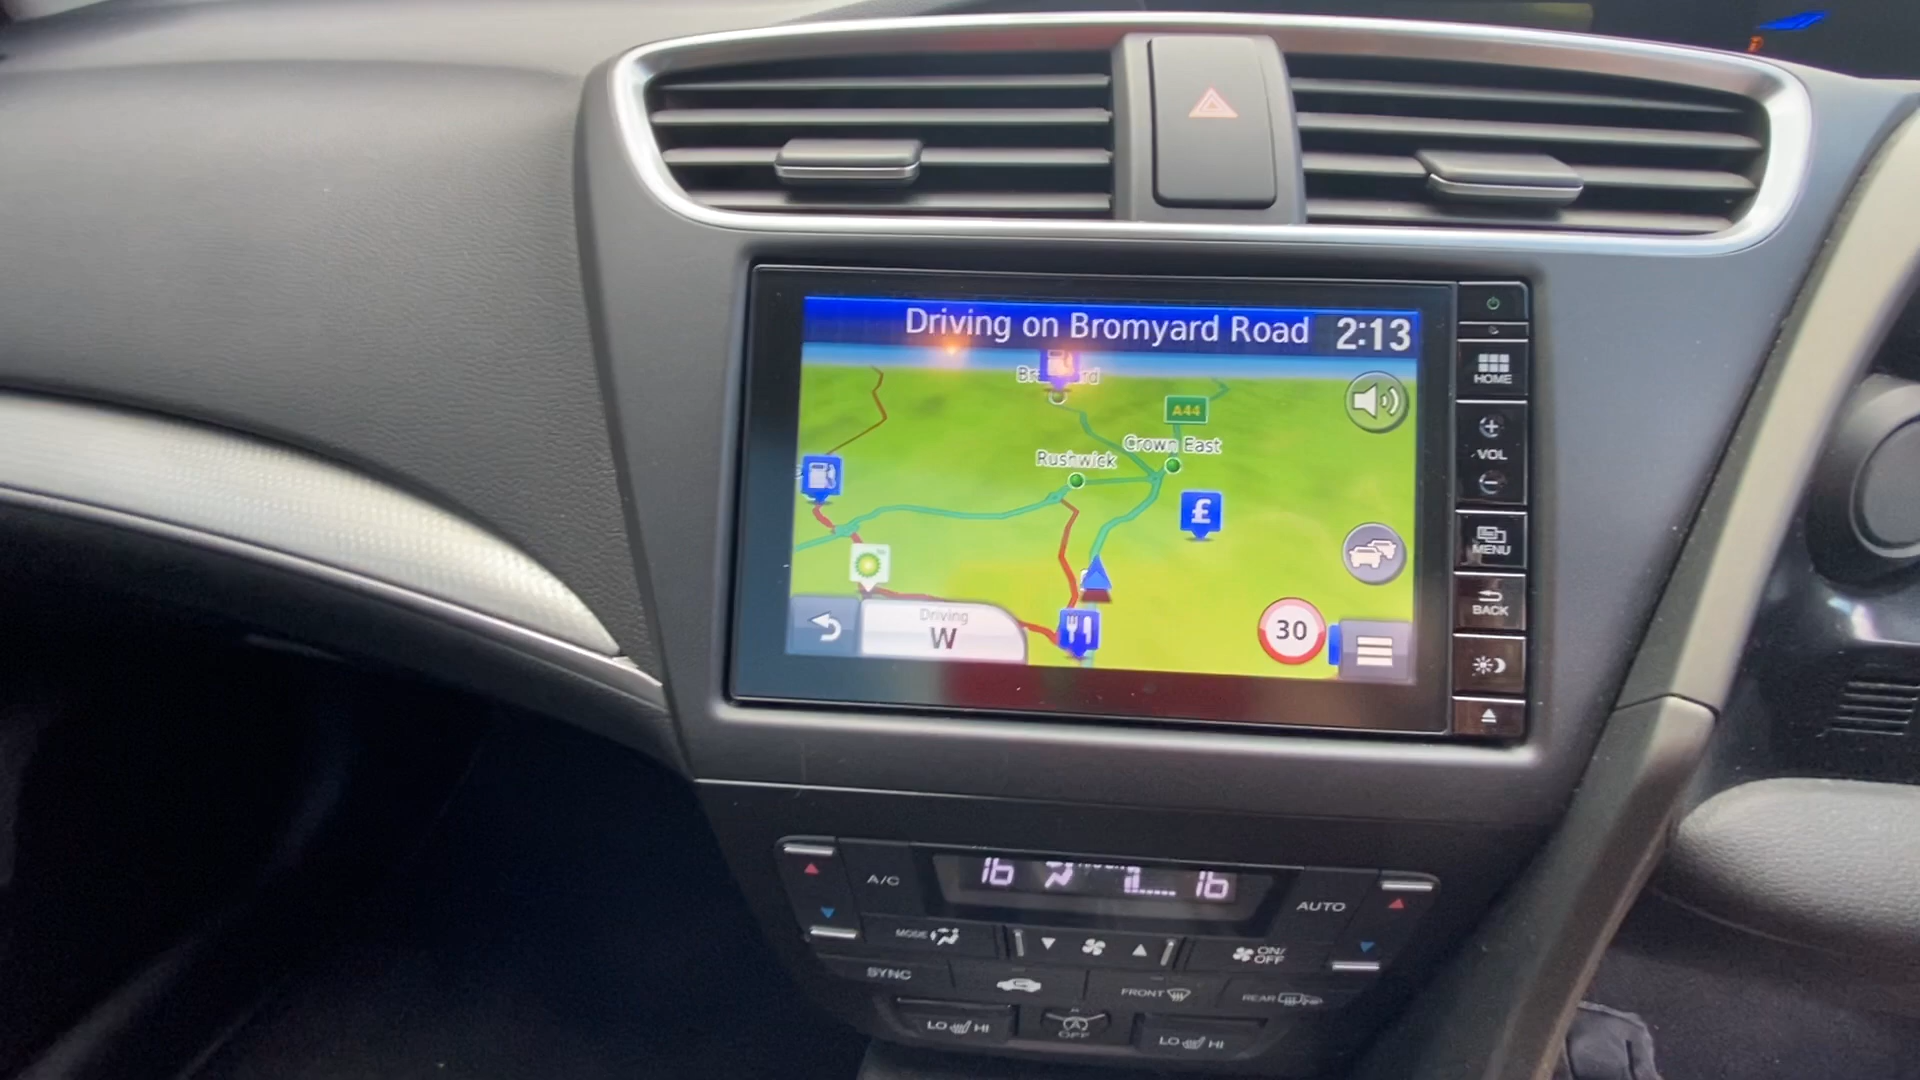 Driving on Bromyard Road 2:13
A44
Crown East
Rushwick
£
Driving
W
30
HOME
+
VOL
−
MENU
BACK
16 16
A/C
AUTO
MODE
ON/
OFF
SYNC
FRONT
REAR
LO HI
A
OFF
LO HI